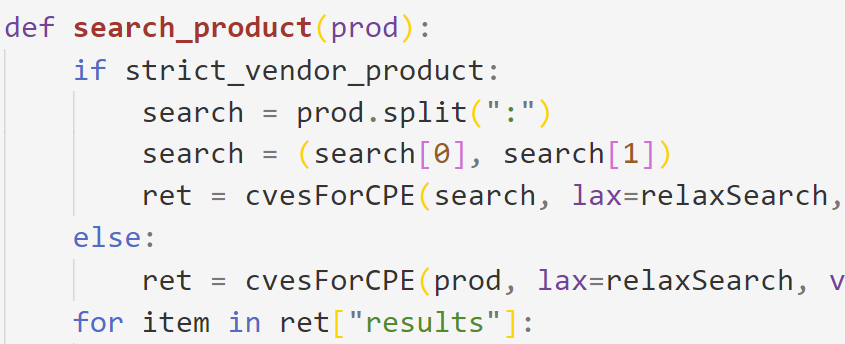 def search_product(prod):
    if strict_vendor_product:
        search = prod.split(":")
        search = (search[0], search[1])
        ret = cvesForCPE(search, lax=relaxSearch,
    else:
        ret = cvesForCPE(prod, lax=relaxSearch, v
    for item in ret["results"]: